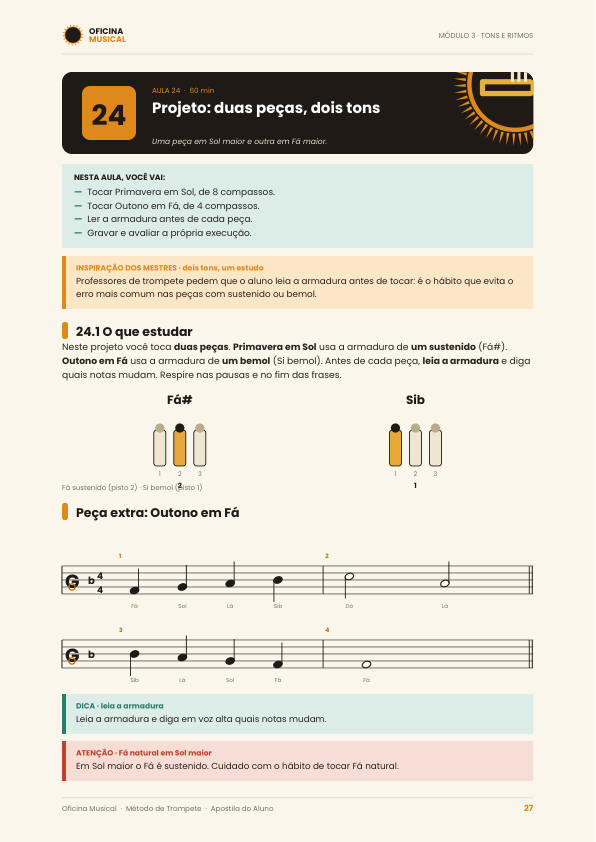 OFICINA
MUSICAL
MÓDULO 3 · TONS E RITMOS
24
AULA 24 · 60 min
Projeto: duas peças, dois tons
Uma peça em Sol maior e outra em Fá maior.
NESTA AULA, VOCÊ VAI:
— Tocar Primavera em Sol, de 8 compassos.
— Tocar Outono em Fá, de 4 compassos.
— Ler a armadura antes de cada peça.
— Gravar e avaliar a própria execução.
INSPIRAÇÃO DOS MESTRES · dois tons, um estudo
Professores de trompete pedem que o aluno leia a armadura antes de tocar: é o hábito que evita o
erro mais comum nas peças com sustenido ou bemol.
24.1 O que estudar
Neste projeto você toca duas peças. Primavera em Sol usa a armadura de um sustenido (Fá#).
Outono em Fá usa a armadura de um bemol (Si bemol). Antes de cada peça, leia a armadura e diga
quais notas mudam. Respire nas pausas e no fim das frases.
Fá# Sib
1 2 3 1 2 3
2 1
Fá sustenido (pisto 2) · Si bemol (pisto 1)
Peça extra: Outono em Fá
1 2
G b 4 4
Fá Sol Lá Sib Dó Lá
3 4
G b
Sib Lá Sol Fá Fá
DICA · leia a armadura
Leia a armadura e diga em voz alta quais notas mudam.
ATENÇÃO · Fá natural em Sol maior
Em Sol maior o Fá é sustenido. Cuidado com o hábito de tocar Fá natural.
Oficina Musical · Método de Trompete · Apostila do Aluno
27